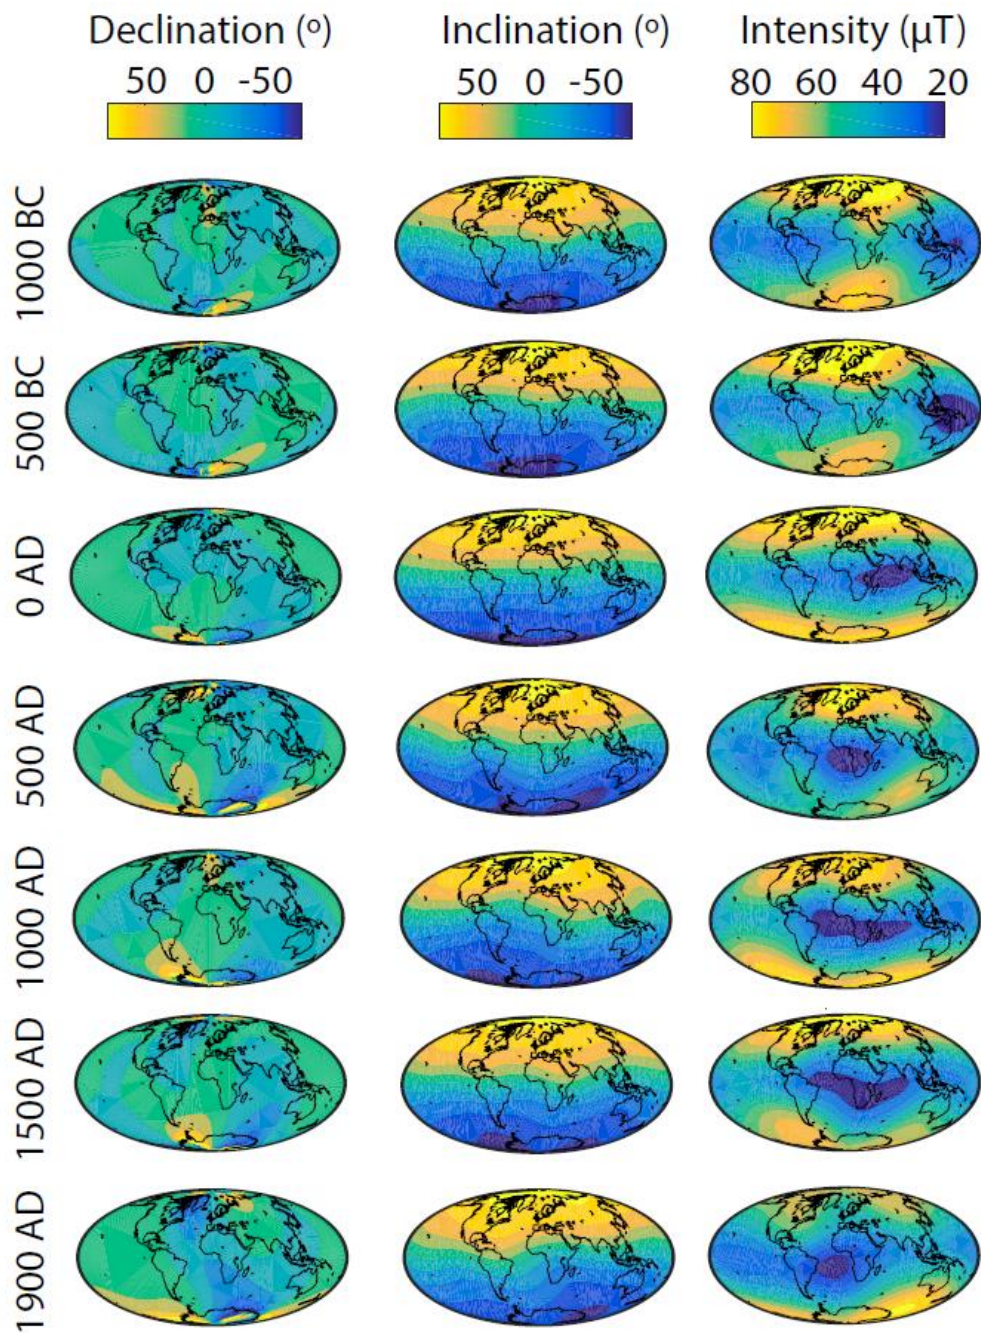 Declination (º) Inclination (º) Intensity (μT)
50 0 -50 50 0 -50 80 60 40 20
1000 BC
500 BC
0 AD
500 AD
1000 AD
1500 AD
1900 AD